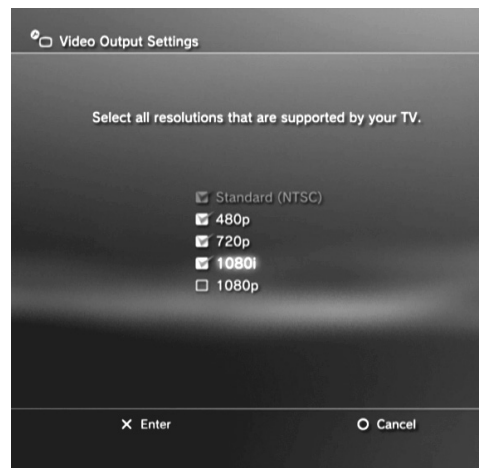 Video Output Settings
Select all resolutions that are supported by your TV.
Standard (NTSC)
480p
720p
1080i
1080p
X Enter
O Cancel